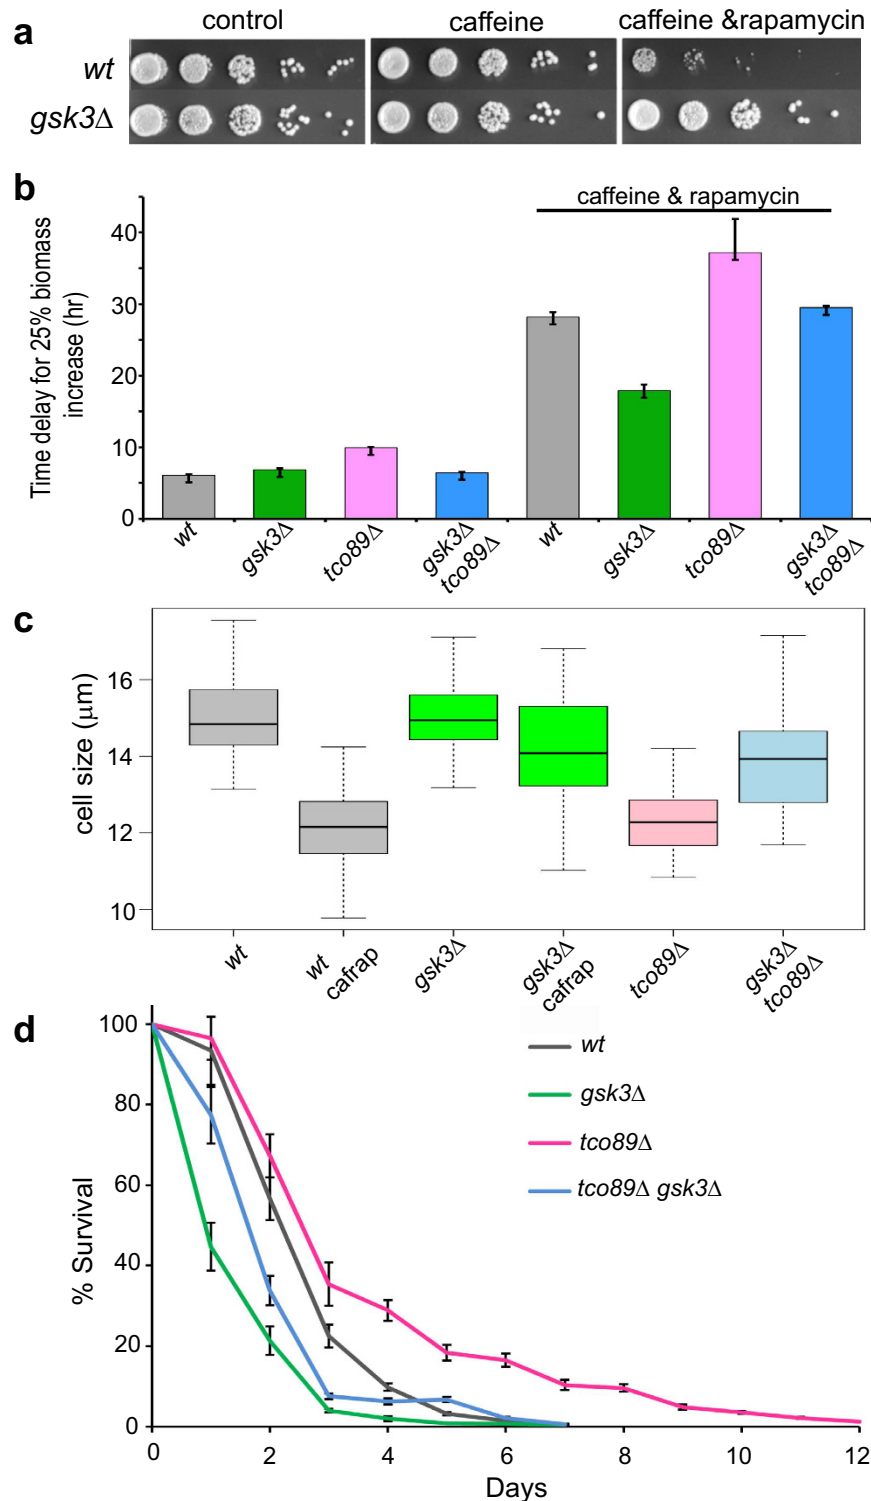 a
control
caffeine
caffeine &rapamycin
wt
gsk3Δ
b
caffeine & rapamycin
Time delay for 25% biomass
increase (hr)
40
30
20
10
0
wt
gsk3Δ
tco89Δ
gsk3Δ
tco89Δ
wt
gsk3Δ
tco89Δ
gsk3Δ
tco89Δ
c
cell size (μm)
16
14
12
10
wt
wt
cafrap
gsk3Δ
gsk3Δ
cafrap
tco89Δ
gsk3Δ
tco89Δ
d
% Survival
100
80
60
40
20
0
wt
gsk3Δ
tco89Δ
tco89Δ gsk3Δ
0 2 4 6 8 10 12
Days